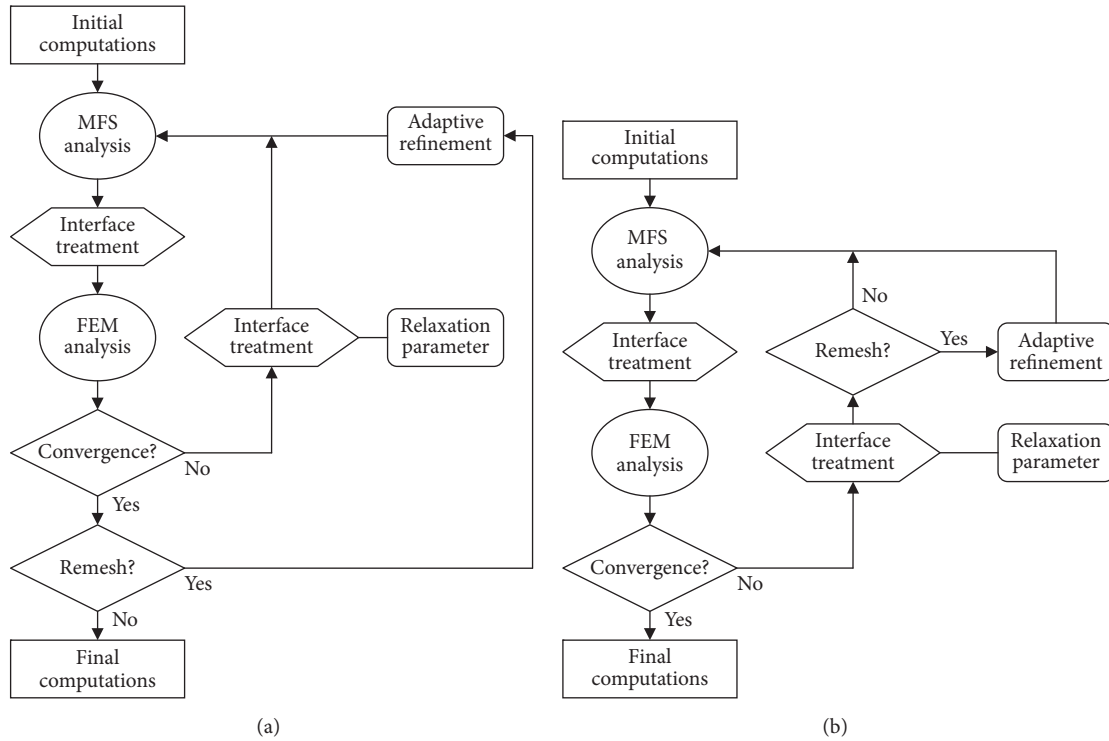 Initial
computations
MFS
analysis
Adaptive
refinement
Interface
treatment
FEM
analysis
Interface
treatment
Relaxation
parameter
Convergence?
No
Yes
Remesh?
Yes
No
Final
computations
(a)
Initial
computations
MFS
analysis
No
Interface
treatment
Remesh?
Yes
Adaptive
refinement
FEM
analysis
Interface
treatment
Relaxation
parameter
Convergence?
No
Yes
Final
computations
(b)